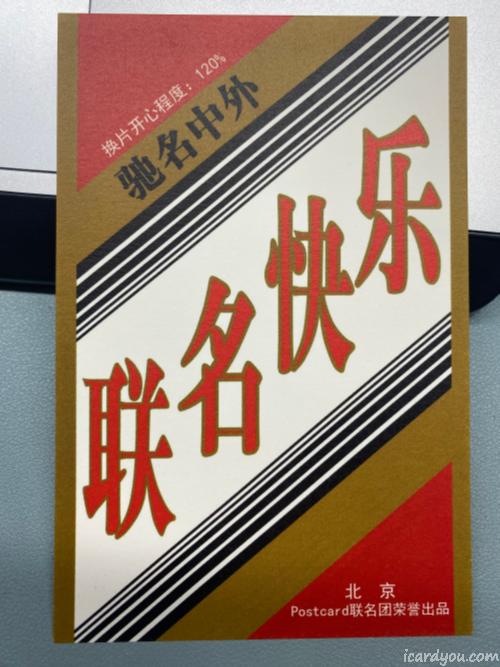 换片开心程度：120%
驰名中外
联名快乐
北 京
Postcard联名团荣誉出品
icardyou.com